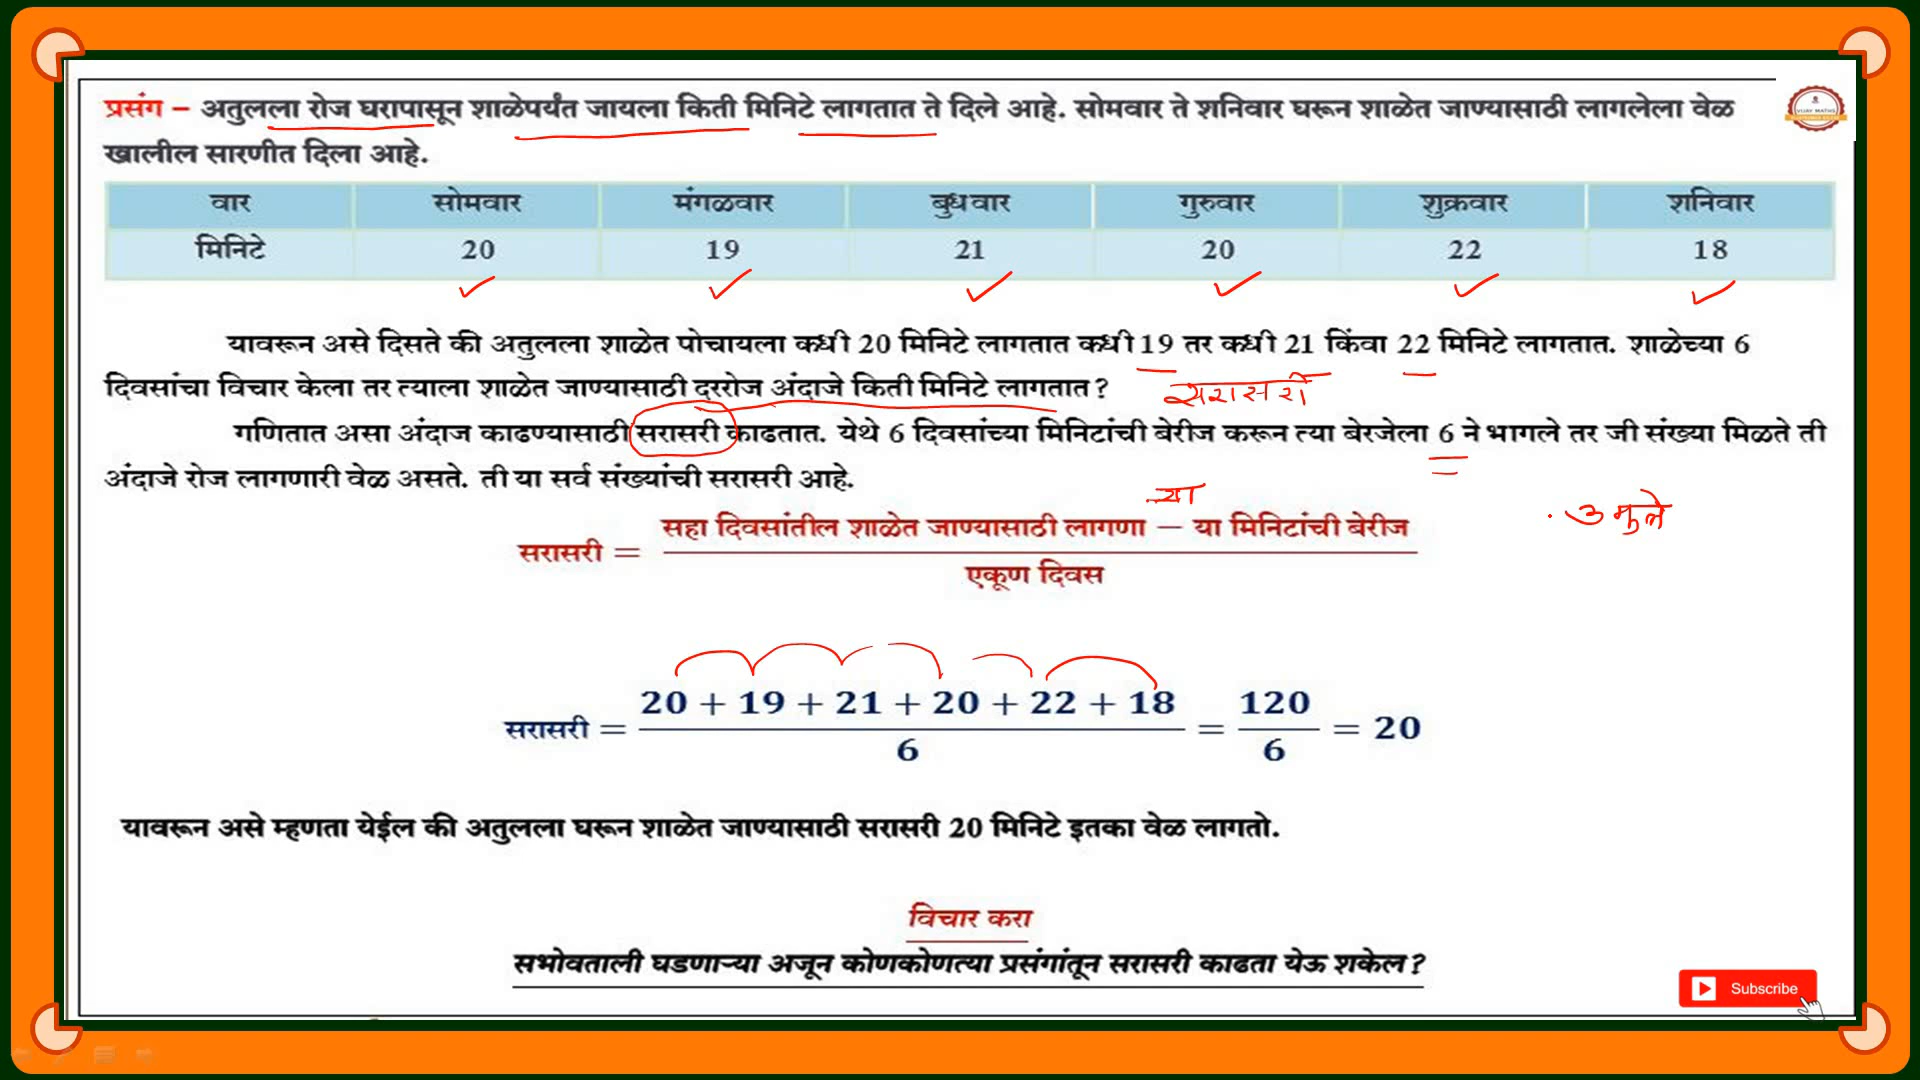 प्रसंग – अतुलला रोज घरापासून शाळेपर्यंत जायला किती मिनिटे लागतात ते दिले आहे. सोमवार ते शनिवार घरून शाळेत जाण्यासाठी लागलेला वेळ
खालील सारणीत दिला आहे.
वार सोमवार मंगळवार बुधवार गुरुवार शुक्रवार शनिवार
मिनिटे 20 19 21 20 22 18
यावरून असे दिसते की अतुलला शाळेत पोचायला कधी 20 मिनिटे लागतात कधी 19 तर कधी 21 किंवा 22 मिनिटे लागतात. शाळेच्या 6
दिवसांचा विचार केला तर त्याला शाळेत जाण्यासाठी दररोज अंदाजे किती मिनिटे लागतात ? सरासरी
गणितात असा अंदाज काढण्यासाठी सरासरी काढतात. येथे 6 दिवसांच्या मिनिटांची बेरीज करून त्या बेरजेला 6 ने भागले तर जी संख्या मिळते ती
अंदाजे रोज लागणारी वेळ असते. ती या सर्व संख्यांची सरासरी आहे.
ऱ्या
३ मुले
सरासरी = सहा दिवसांतील शाळेत जाण्यासाठी लागणा – या मिनिटांची बेरीज
एकूण दिवस
सरासरी = 20 + 19 + 21 + 20 + 22 + 18 / 6 = 120 / 6 = 20
यावरून असे म्हणता येईल की अतुलला घरून शाळेत जाण्यासाठी सरासरी 20 मिनिटे इतका वेळ लागतो.
विचार करा
सभोवताली घडणाऱ्या अजून कोणकोणत्या प्रसंगांतून सरासरी काढता येऊ शकेल ?
Subscribe